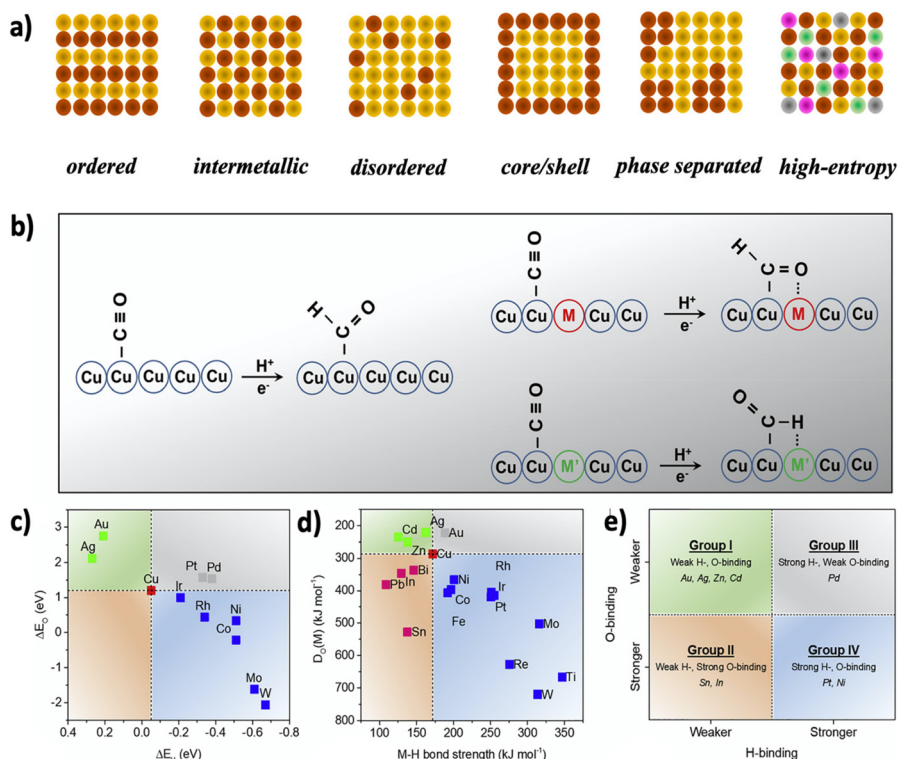 a)
ordered
intermetallic
disordered
core/shell
phase separated
high-entropy
b)
O
≡
C
Cu Cu Cu Cu Cu
H⁺
e⁻
H
C
=
O
Cu Cu Cu Cu Cu
O
≡
C
Cu Cu M Cu Cu
H⁺
e⁻
H
C = O
Cu Cu M Cu Cu
O
≡
C
Cu Cu M' Cu Cu
H⁺
e⁻
O
C – H
Cu Cu M' Cu Cu
c)
ΔE_O (eV)
3
2
1
0
-1
-2
Au
Ag
Cu
Pt
Pd
Ir
Rh
Ni
Co
Mo
W
0.4 0.2 0.0 -0.2 -0.4 -0.6 -0.8
(eV)
d)
D_O(M) (kJ mol⁻¹)
200
300
400
500
600
700
800
Ag
Cd
Au
Zn
Cu
Bi
In
Pb
Sn
Ni
Rh
Ir
Co
Pt
Fe
Mo
Re
Ti
W
100 150 200 250 300 350
M-H bond strength (kJ mol⁻¹)
e)
O-binding
Weaker
Stronger
Group I
Weak H-, O-binding
Au, Ag, Zn, Cd
Group III
Strong H-, Weak O-binding
Pd
Group II
Weak H-, Strong O-binding
Sn, In
Group IV
Strong H-, O-binding
Pt, Ni
Weaker Stronger
H-binding